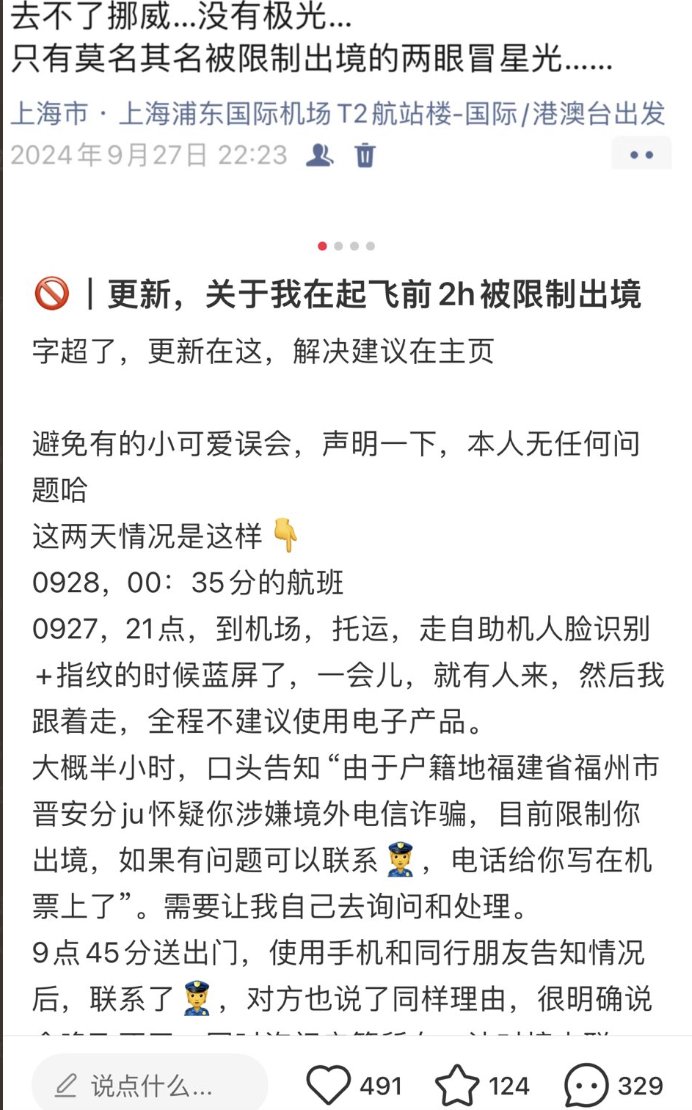 去不了挪威...没有极光...
只有莫名其名被限制出境的两眼冒星光......
上海市 · 上海浦东国际机场T2航站楼-国际/港澳台出发
2024年9月27日 22:23
🚫｜更新，关于我在起飞前2h被限制出境
字超了，更新在这，解决建议在主页
避免有的小可爱误会，声明一下，本人无任何问
题哈
这两天情况是这样👇
0928，00：35分的航班
0927，21点，到机场，托运，走自助机人脸识别
+指纹的时候蓝屏了，一会儿，就有人来，然后我
跟着走，全程不建议使用电子产品。
大概半小时，口头告知“由于户籍地福建省福州市
晋安分ju怀疑你涉嫌境外电信诈骗，目前限制你
出境，如果有问题可以联系👮，电话给你写在机
票上了”。需要让我自己去询问和处理。
9点45分送出门，使用手机和同行朋友告知情况
后，联系了👮，对方也说了同样理由，很明确说
说点什么...
491
124
329